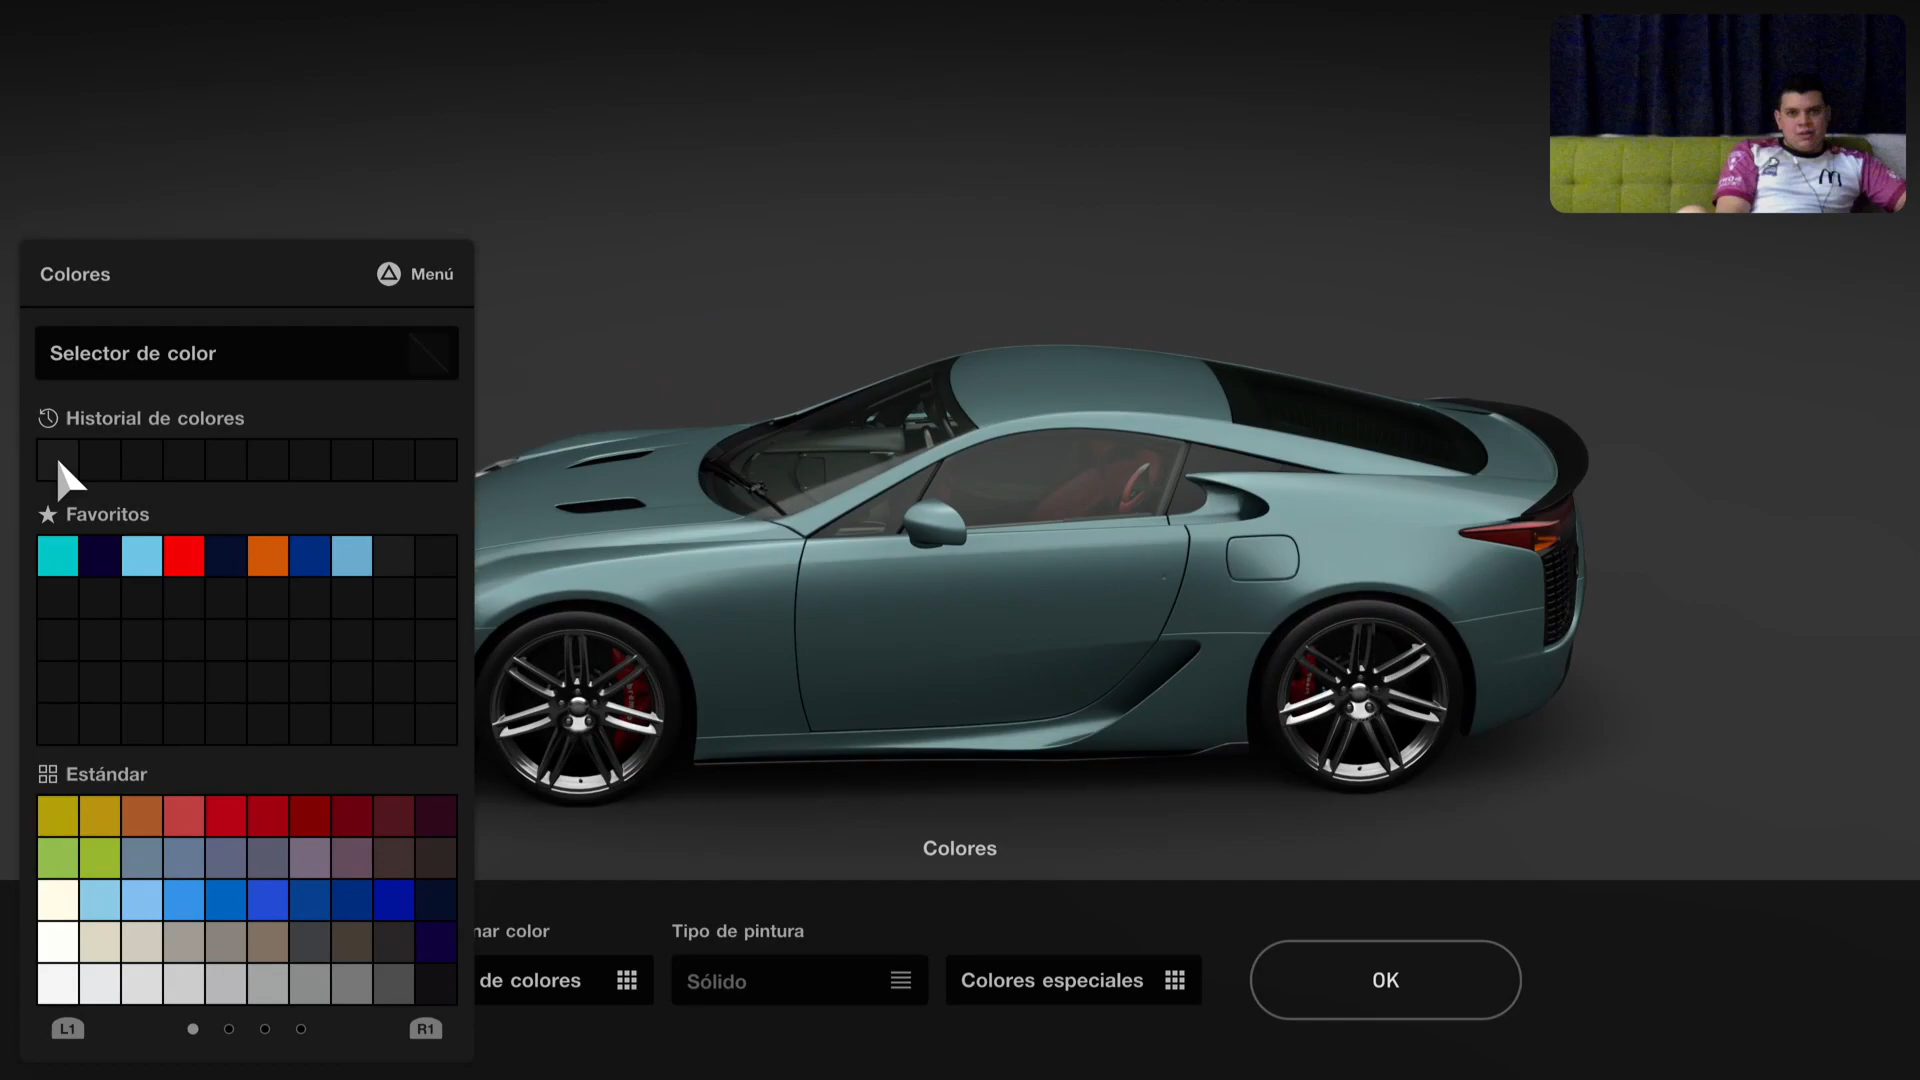 Colores
Menú
Selector de color
Historial de colores
Favoritos
Estándar
L1
R1
Colores
nar color
de colores
Tipo de pintura
Sólido
Colores especiales
OK